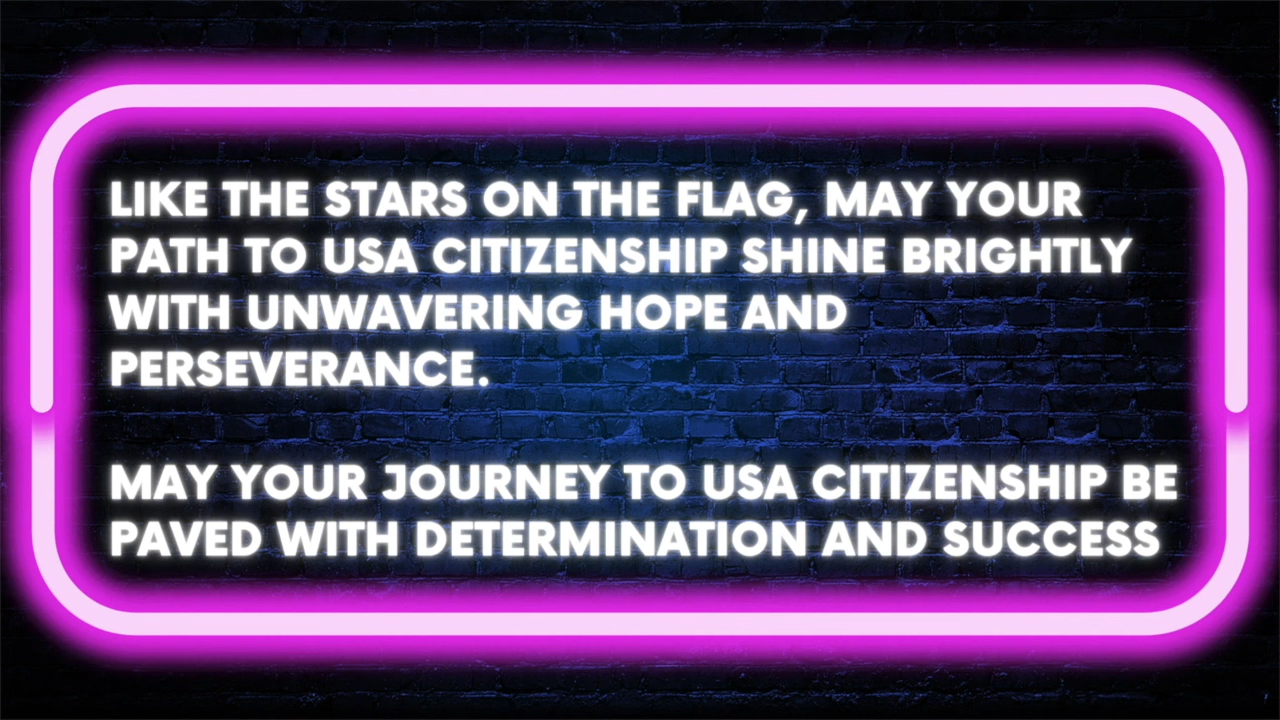 LIKE THE STARS ON THE FLAG, MAY YOUR
PATH TO USA CITIZENSHIP SHINE BRIGHTLY
WITH UNWAVERING HOPE AND
PERSEVERANCE.
MAY YOUR JOURNEY TO USA CITIZENSHIP BE
PAVED WITH DETERMINATION AND SUCCESS